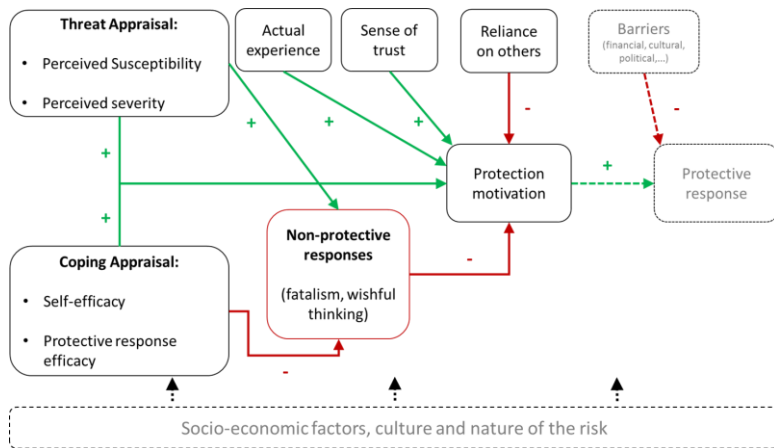 Threat Appraisal:
• Perceived Susceptibility
• Perceived severity
Actual
experience
Sense of
trust
Reliance
on others
Barriers
(financial, cultural,
political,...)
+
+
+
-
-
+
+
Protection
motivation
+
Protective
response
+
Coping Appraisal:
• Self-efficacy
• Protective response
efficacy
Non-protective
responses
(fatalism, wishful
thinking)
-
-
Socio-economic factors, culture and nature of the risk